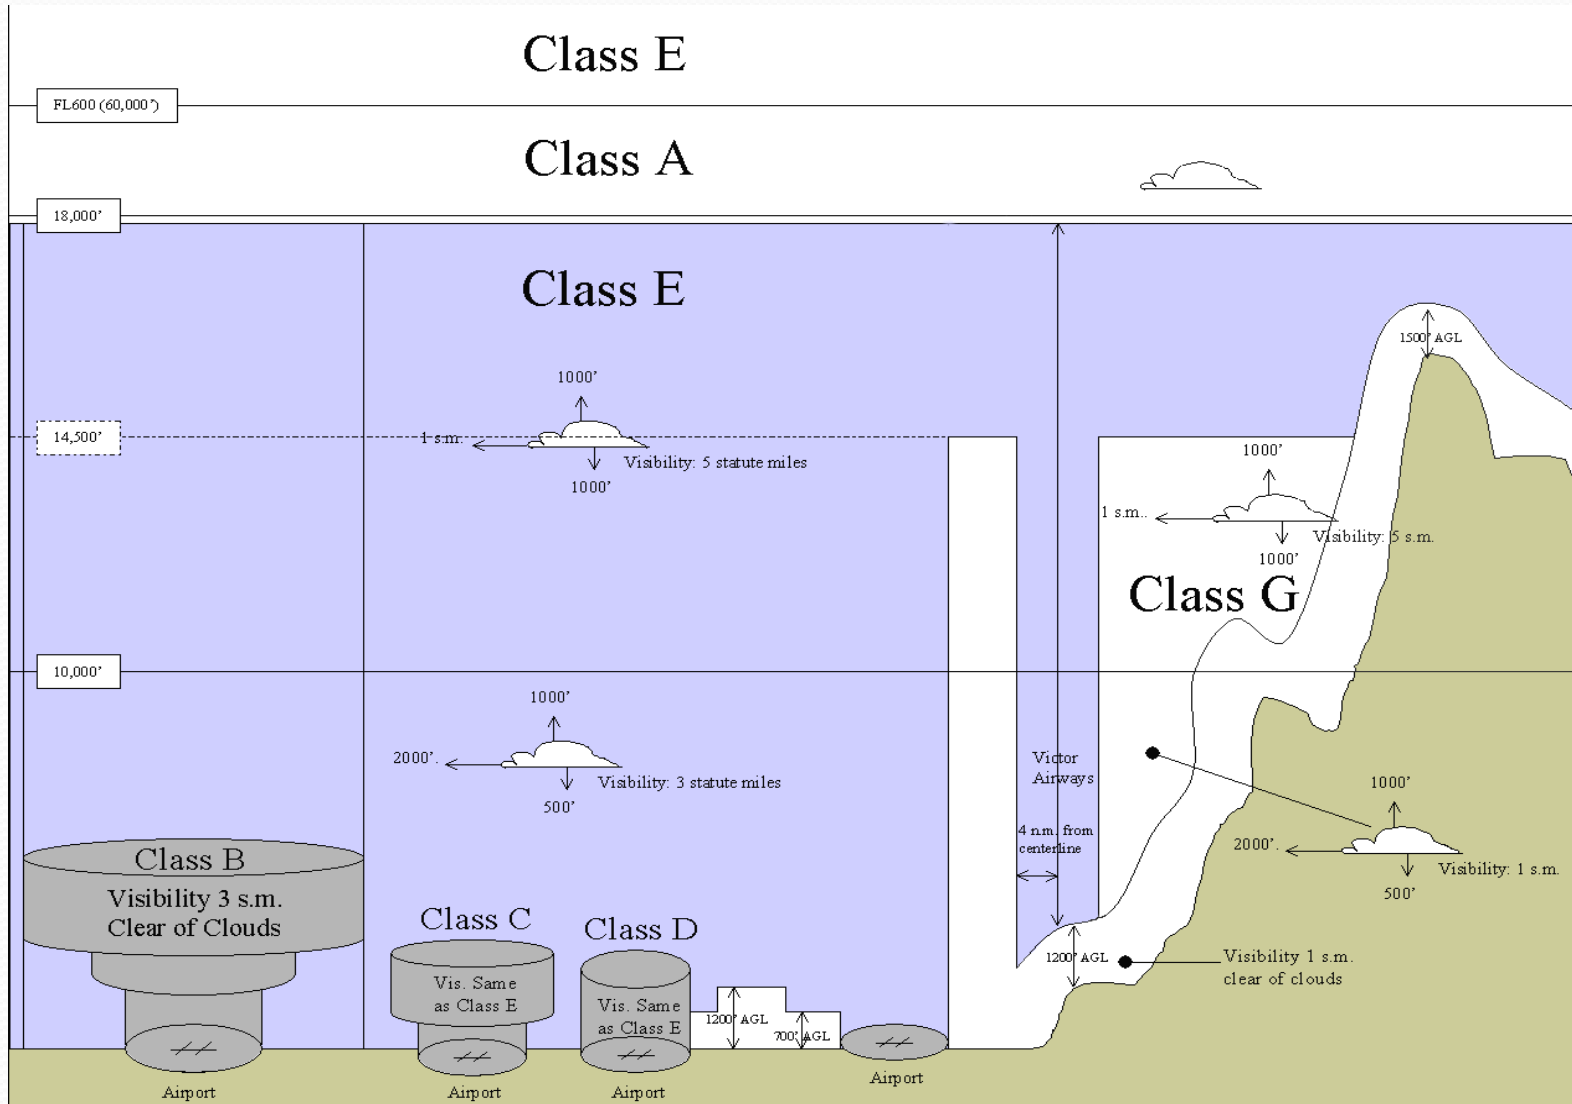 Class E
FL600 (60,000’)
Class A
18,000’
Class E
1500’ AGL
1000’
14,500’
1 s.m.
Visibility: 5 statute miles
1000’
1000’
1 s.m..
Visibility: 5 s.m.
1000’
Class G
10,000’
1000’
2000’.
Visibility: 3 statute miles
500’
Victor
Airways
1000’
4 n.m. from
centerline
2000’.
Visibility: 1 s.m.
500’
Class B
Visibility 3 s.m.
Clear of Clouds
Class C
Vis. Same
as Class E
Class D
Vis. Same
as Class E
1200’ AGL
700’ AGL
1200’ AGL
Visibility 1 s.m.
clear of clouds
Airport
Airport
Airport
Airport